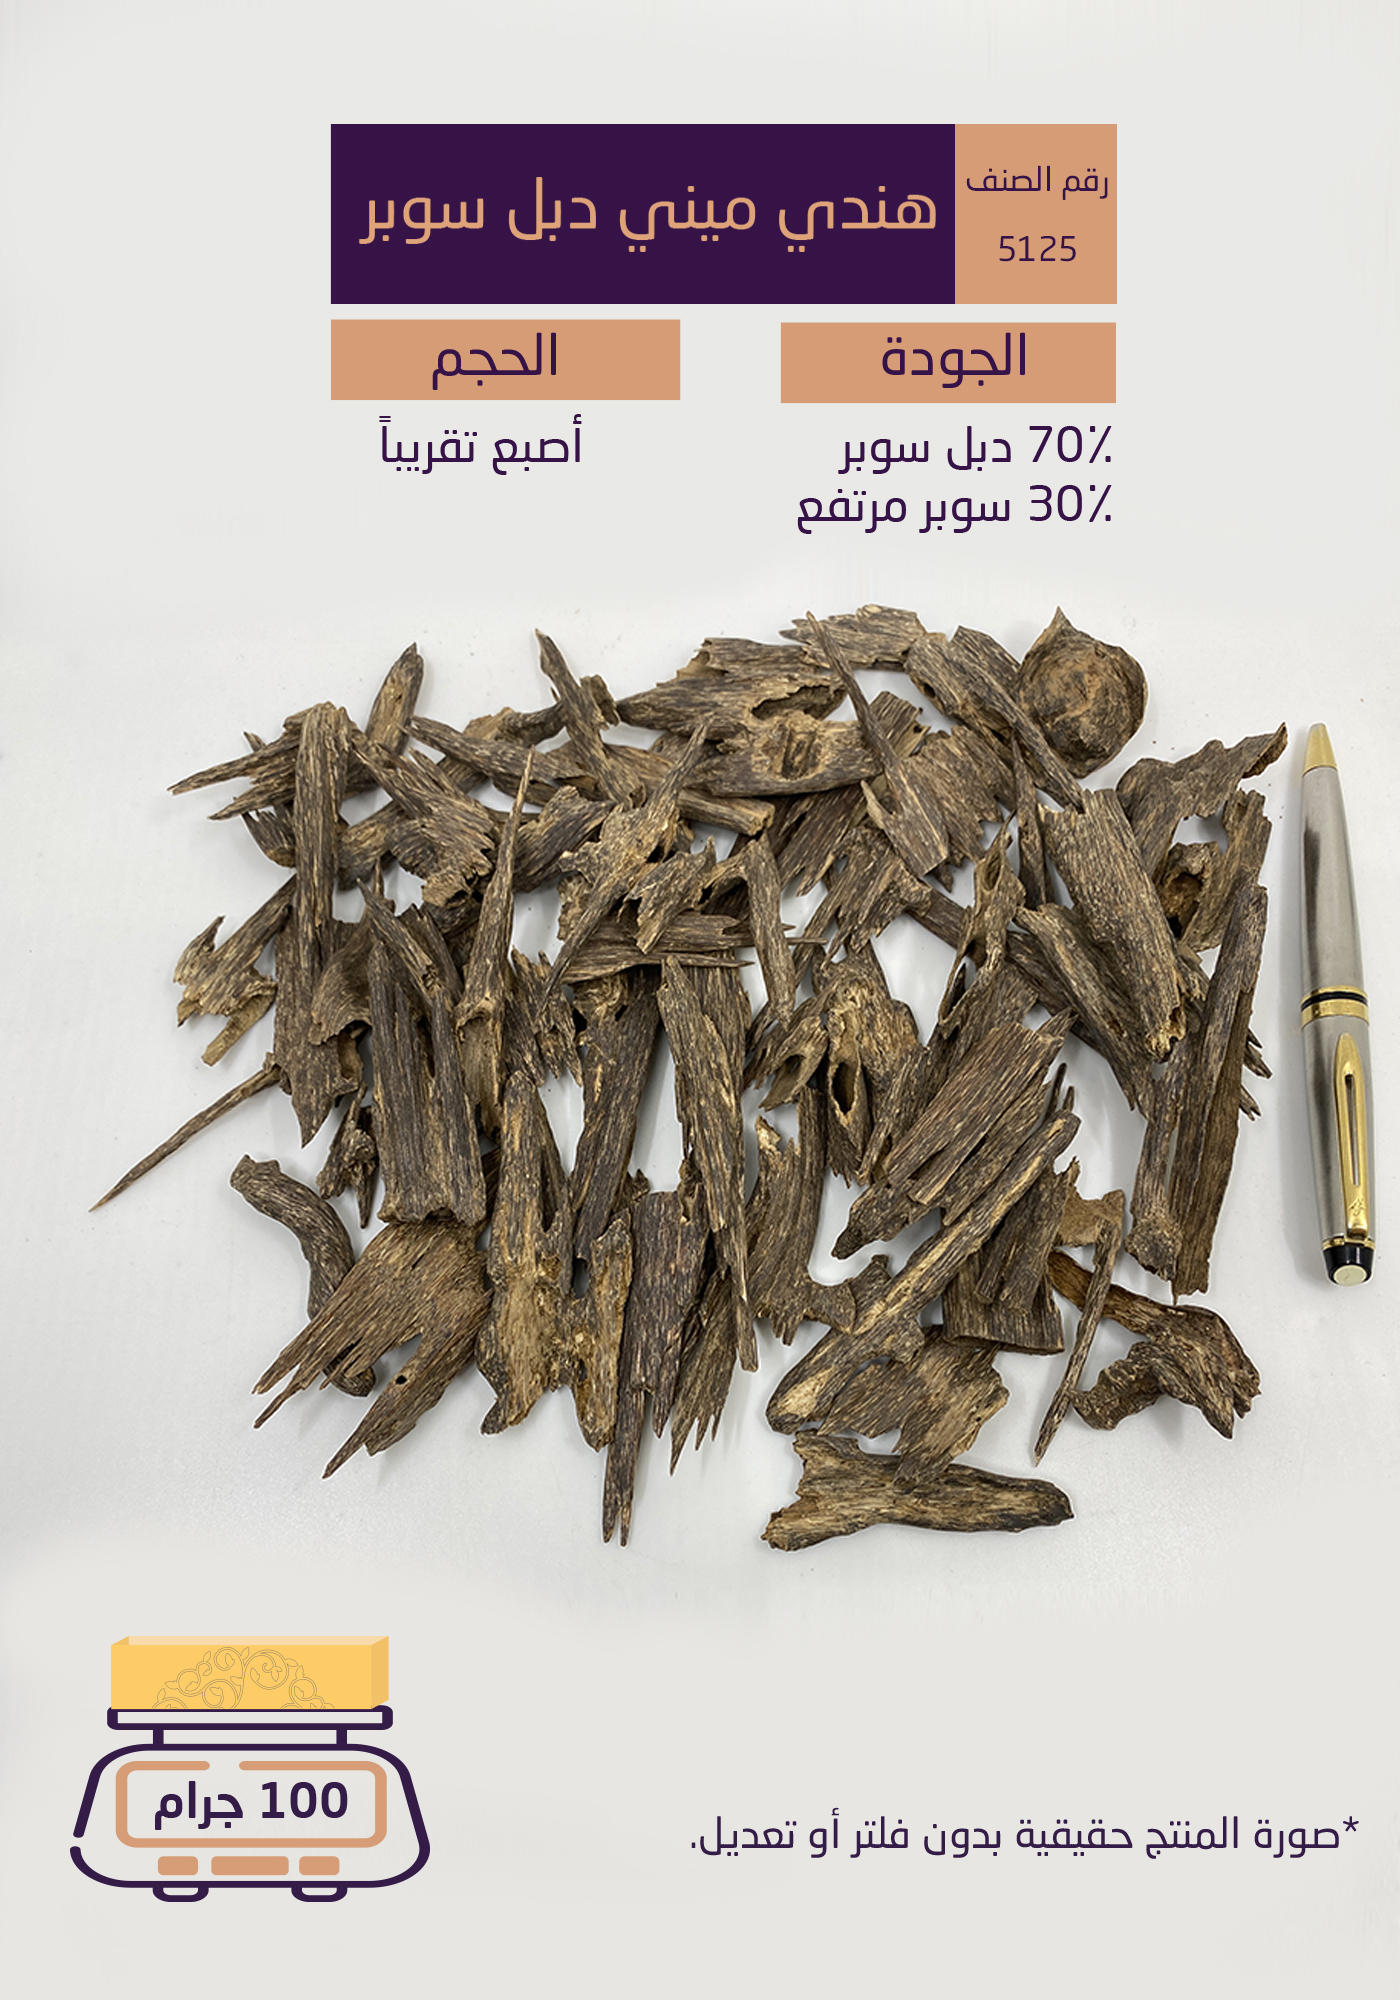 رقم الصنف
5125
هندي ميني دبل سوبر
الجودة
70٪ دبل سوبر
30٪ سوبر مرتفع
الحجم
أصبع تقريباً
100 جرام
*صورة المنتج حقيقية بدون فلتر أو تعديل.